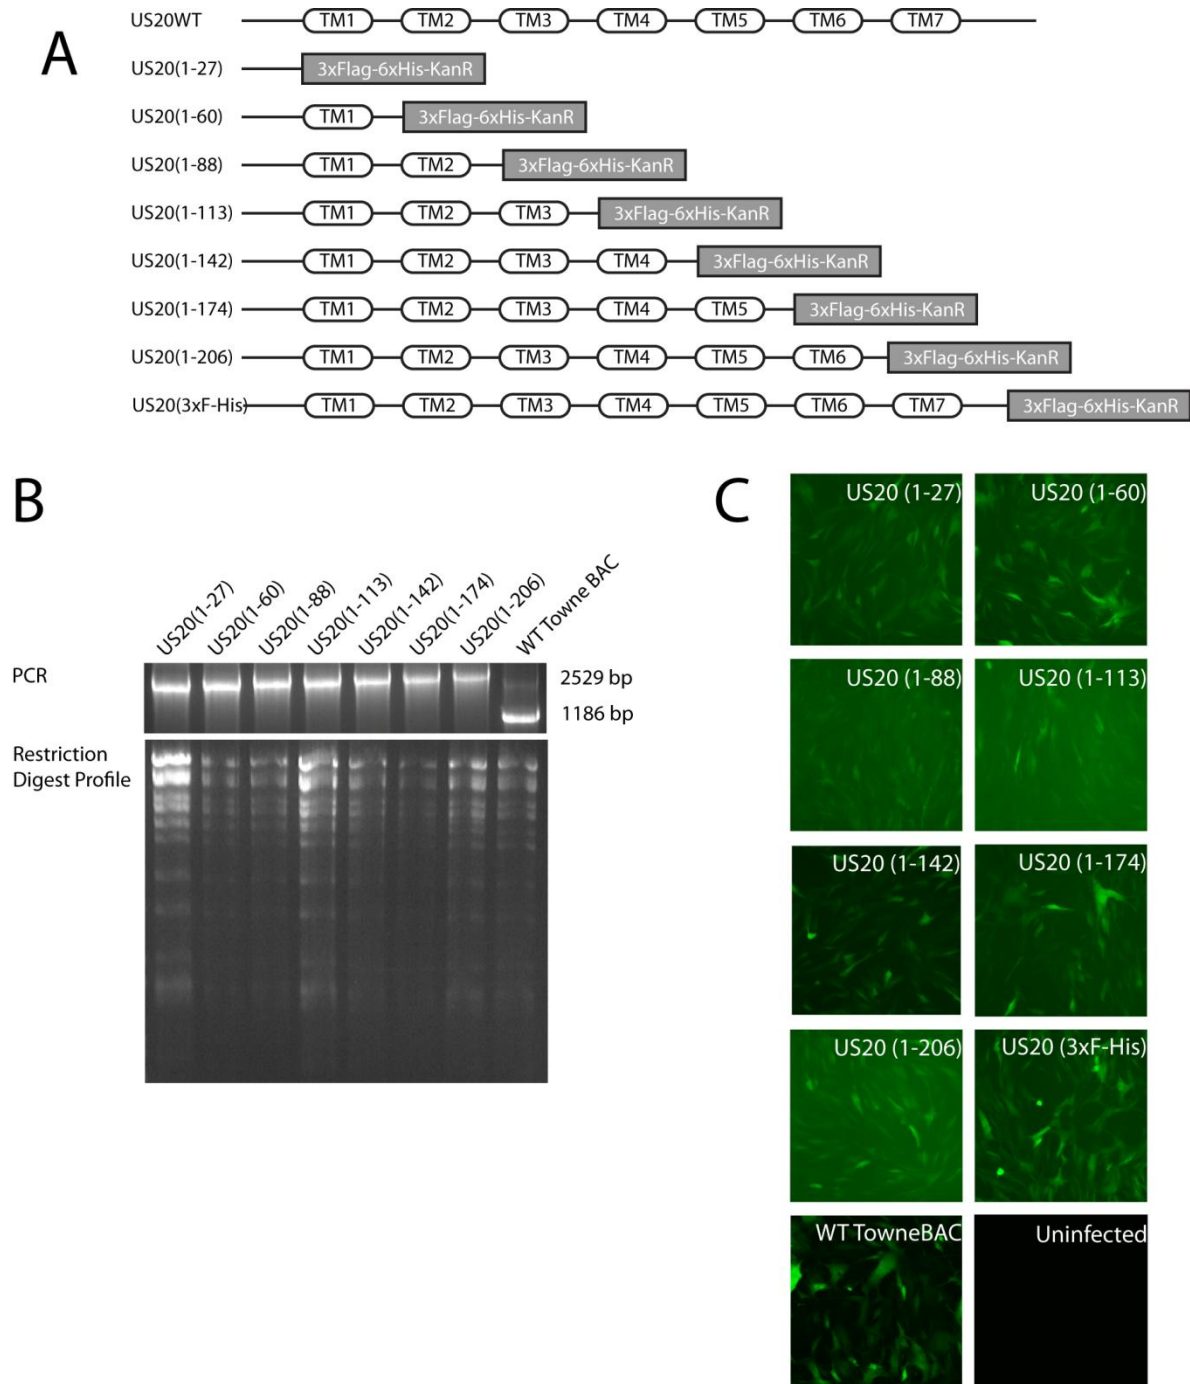 A
US20WT TM1 TM2 TM3 TM4 TM5 TM6 TM7
US20(1-27) 3xFlag-6xHis-KanR
US20(1-60) TM1 3xFlag-6xHis-KanR
US20(1-88) TM1 TM2 3xFlag-6xHis-KanR
US20(1-113) TM1 TM2 TM3 3xFlag-6xHis-KanR
US20(1-142) TM1 TM2 TM3 TM4 3xFlag-6xHis-KanR
US20(1-174) TM1 TM2 TM3 TM4 TM5 3xFlag-6xHis-KanR
US20(1-206) TM1 TM2 TM3 TM4 TM5 TM6 3xFlag-6xHis-KanR
US20(3xF-His) TM1 TM2 TM3 TM4 TM5 TM6 TM7 3xFlag-6xHis-KanR
B
US20(1-27) US20(1-60) US20(1-88) US20(1-113) US20(1-142) US20(1-174) US20(1-206) WT Towne BAC
PCR 2529 bp
1186 bp
Restriction
Digest Profile
C
US20 (1-27) US20 (1-60)
US20 (1-88) US20 (1-113)
US20 (1-142) US20 (1-174)
US20 (1-206) US20 (3xF-His)
WT TowneBAC Uninfected